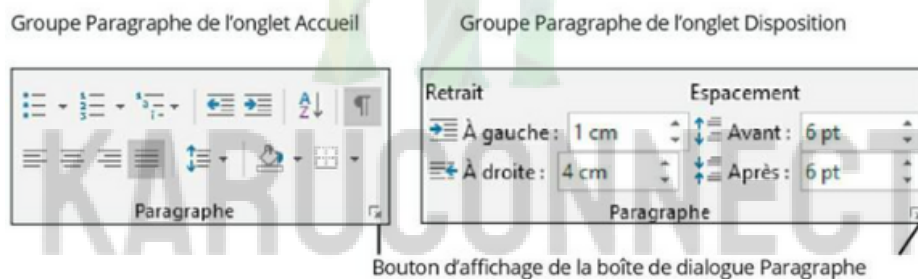 Groupe Paragraphe de l'onglet Accueil
Groupe Paragraphe de l'onglet Disposition
Paragraphe
Retrait
Espacement
À gauche : 1 cm
Avant : 6 pt
À droite : 4 cm
Après : 6 pt
Paragraphe
Bouton d'affichage de la boîte de dialogue Paragraphe
KARUCONNECT